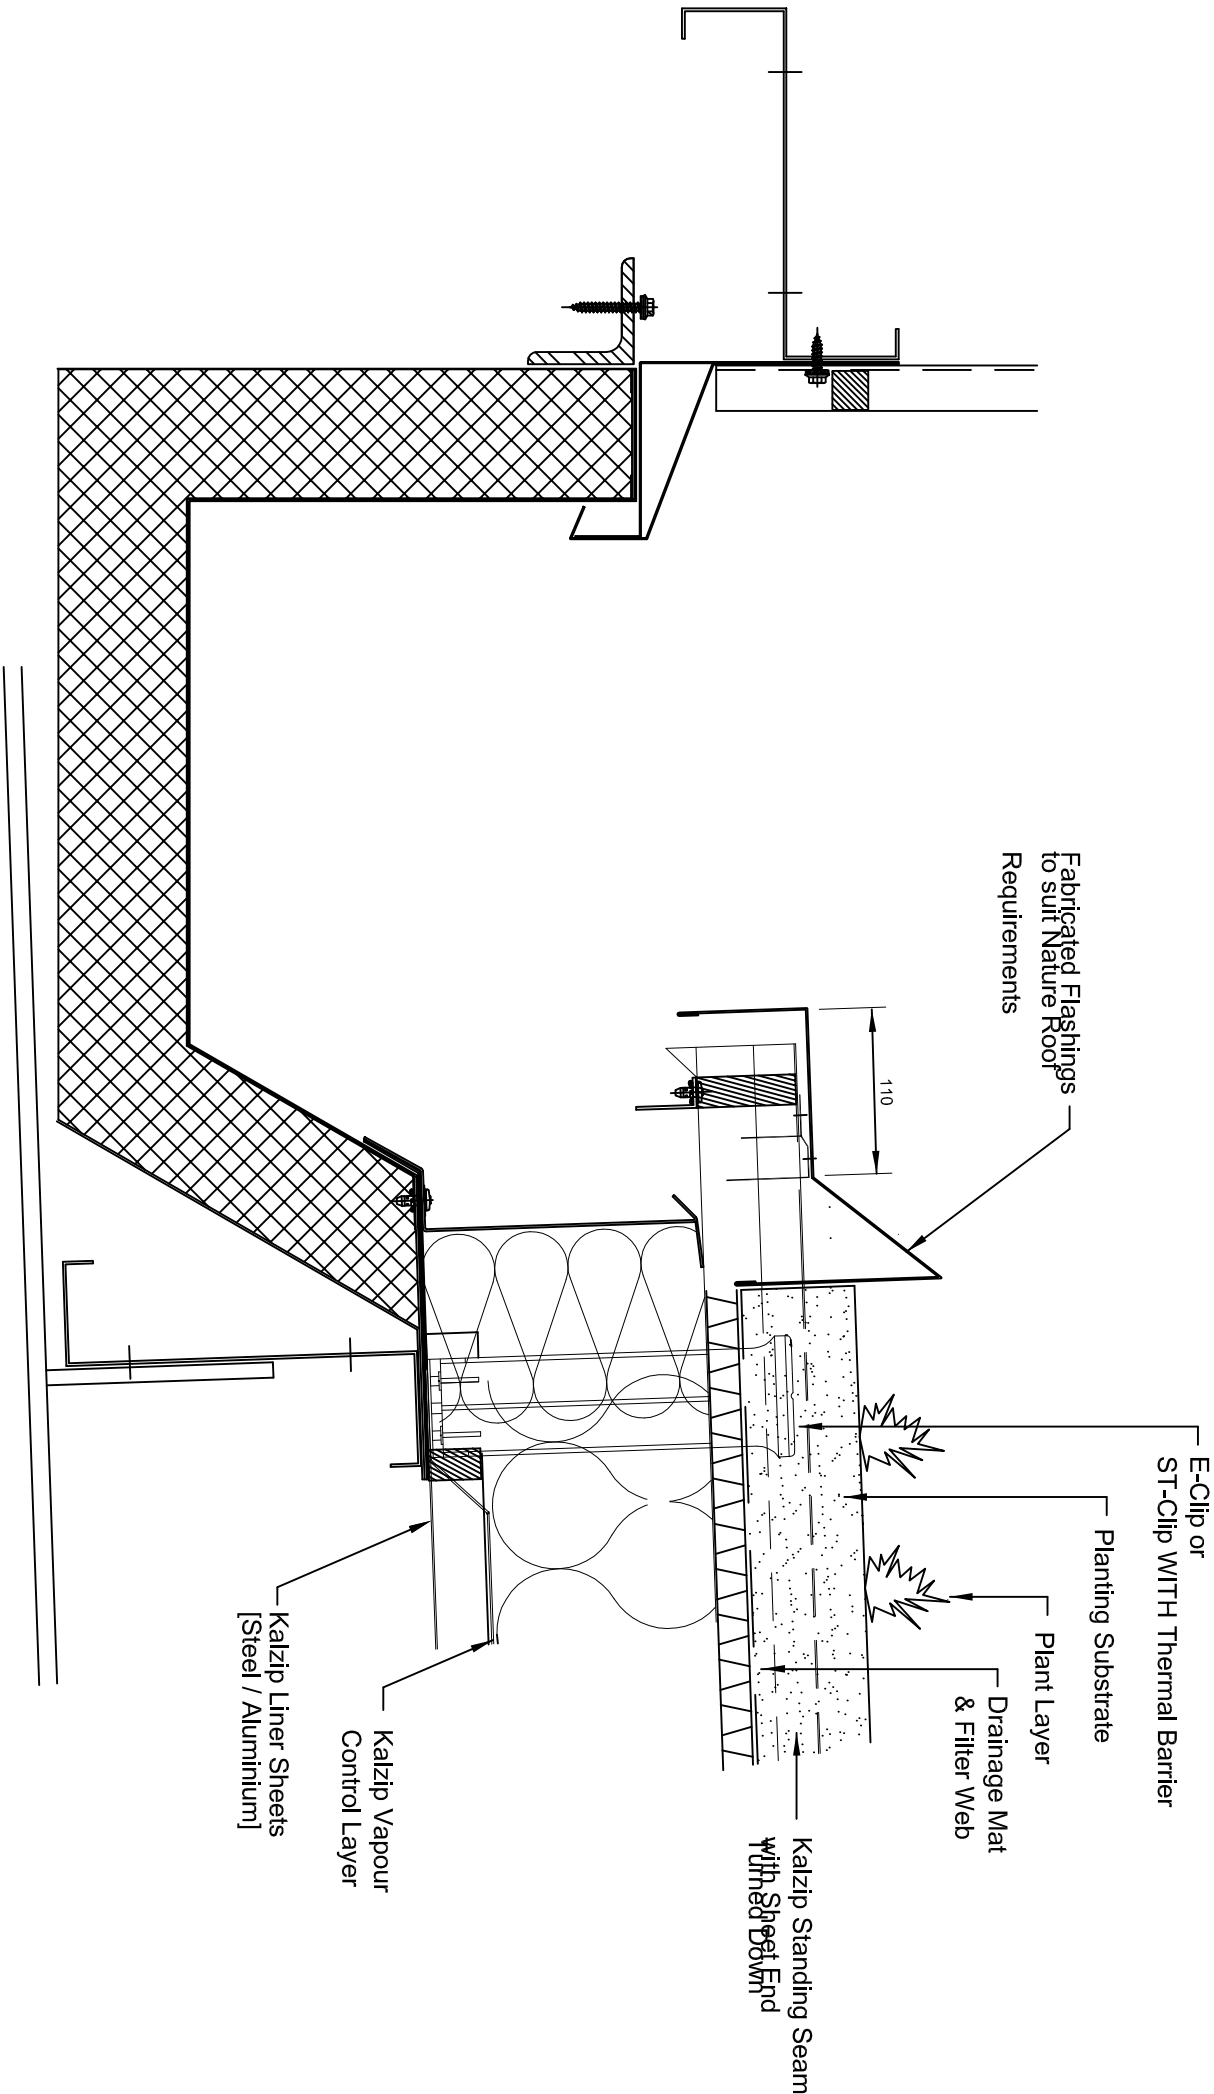 E-Clip or
ST-Clip WITH Thermal Barrier
Planting Substrate
Plant Layer
Drainage Mat
& Filter Web
Kalzip Standing Seam
with Sheet End
Turned Down
Fabricated Flashings
to suit Nature Roof
Requirements
110
Kalzip Vapour
Control Layer
Kalzip Liner Sheets
[Steel / Aluminium]